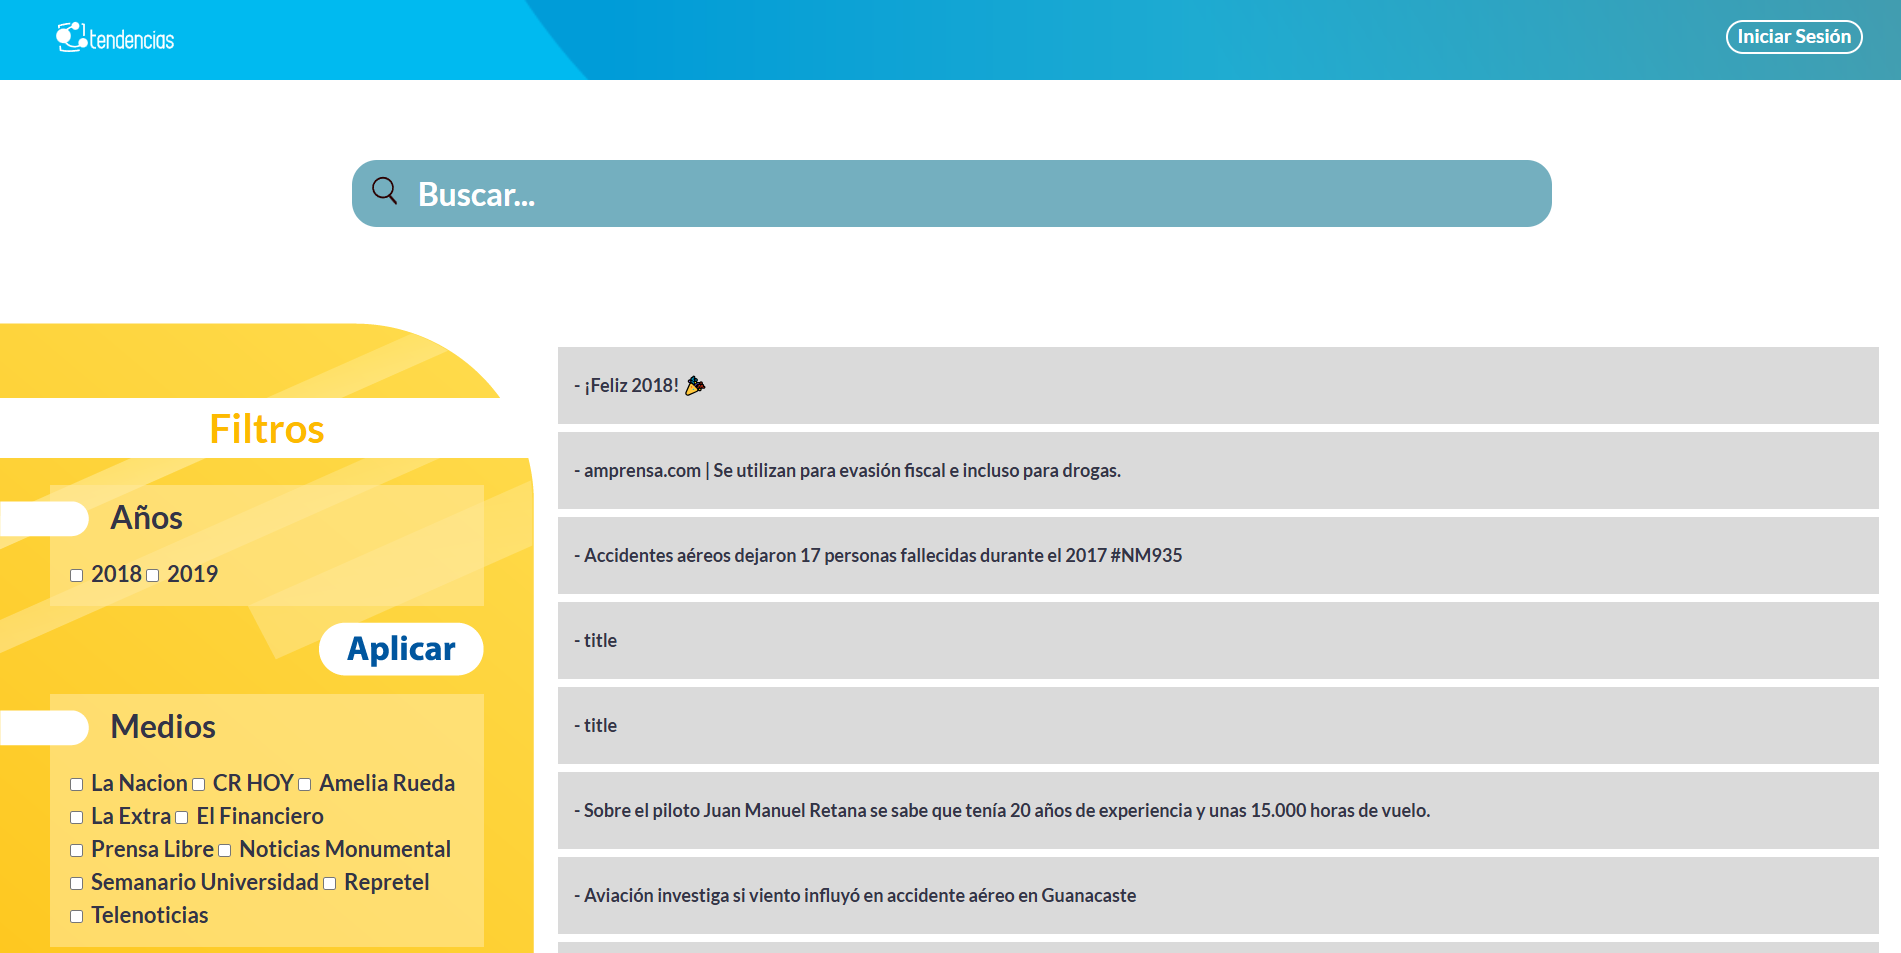 tendencias
Iniciar Sesión
Buscar...
Filtros
Años
2018 2019
Aplicar
Medios
La Nacion CR HOY Amelia Rueda
La Extra El Financiero
Prensa Libre Noticias Monumental
Semanario Universidad Repretel
Telenoticias
- ¡Feliz 2018! 🎉
- amprensa.com | Se utilizan para evasión fiscal e incluso para drogas.
- Accidentes aéreos dejaron 17 personas fallecidas durante el 2017 #NM935
- title
- title
- Sobre el piloto Juan Manuel Retana se sabe que tenía 20 años de experiencia y unas 15.000 horas de vuelo.
- Aviación investiga si viento influyó en accidente aéreo en Guanacaste